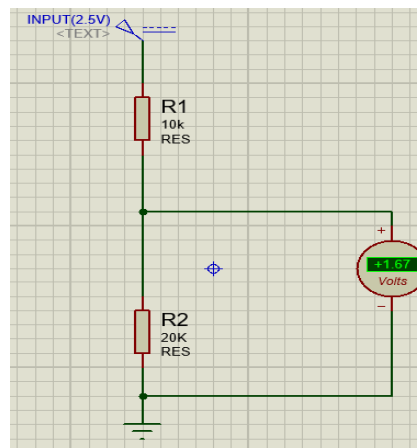 INPUT(2.5V)
<TEXT>
R1
10k
RES
+
+1.67
Volts
−
R2
20K
RES